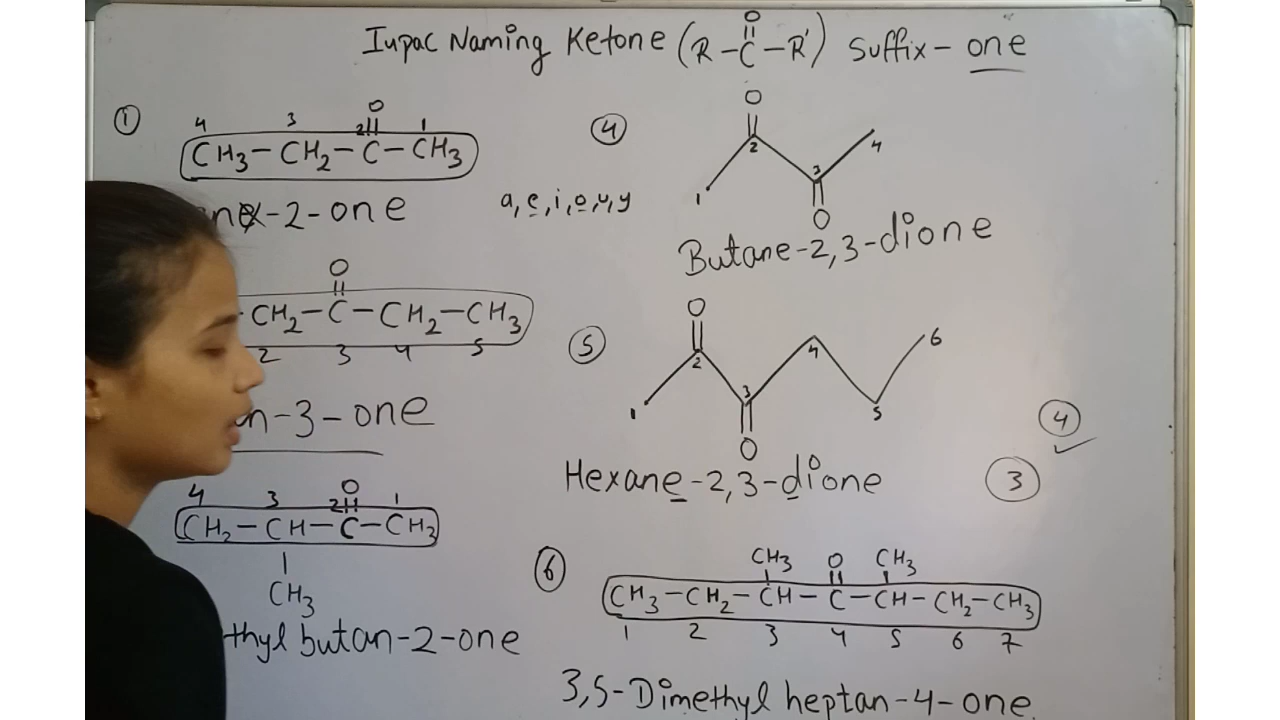 Iupac Naming Ketone (R-C-R') Suffix- one
O
①
4 3 2 1
O
CH3-CH2-C-CH3
-2-one
a, e, i, o, u, y
O
CH2-C-CH2-CH3
2 3 4 5
n-3-one
4 3 2 1
O
CH2-CH-C-CH3
CH3
thyl butan-2-one
④
O
1 2 3 4
O
Butane-2,3-dione
⑤
O
1 2 3 4 5 6
O
Hexane-2,3-dione
④
③
⑥
CH3 O CH3
CH3-CH2-CH-C-CH-CH2-CH3
1 2 3 4 5 6 7
3,5-Dimethyl heptan-4-one